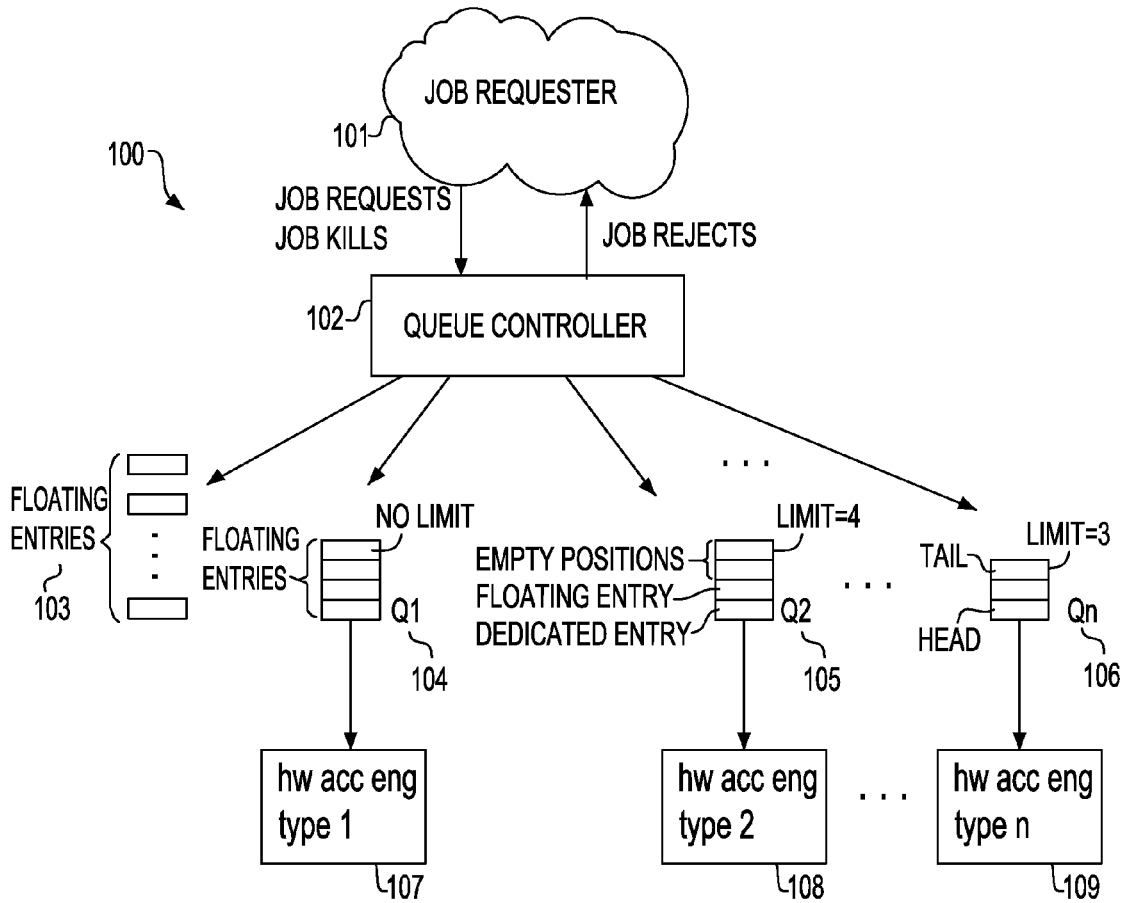 JOB REQUESTER
101
100
JOB REQUESTS
JOB KILLS
JOB REJECTS
102
QUEUE CONTROLLER
...
FLOATING
ENTRIES
103
NO LIMIT
FLOATING
ENTRIES
Q1
104
LIMIT=4
EMPTY POSITIONS
FLOATING ENTRY
DEDICATED ENTRY
Q2
105
...
LIMIT=3
TAIL
HEAD
Qn
106
hw acc eng
type 1
107
hw acc eng
type 2
108
...
hw acc eng
type n
109